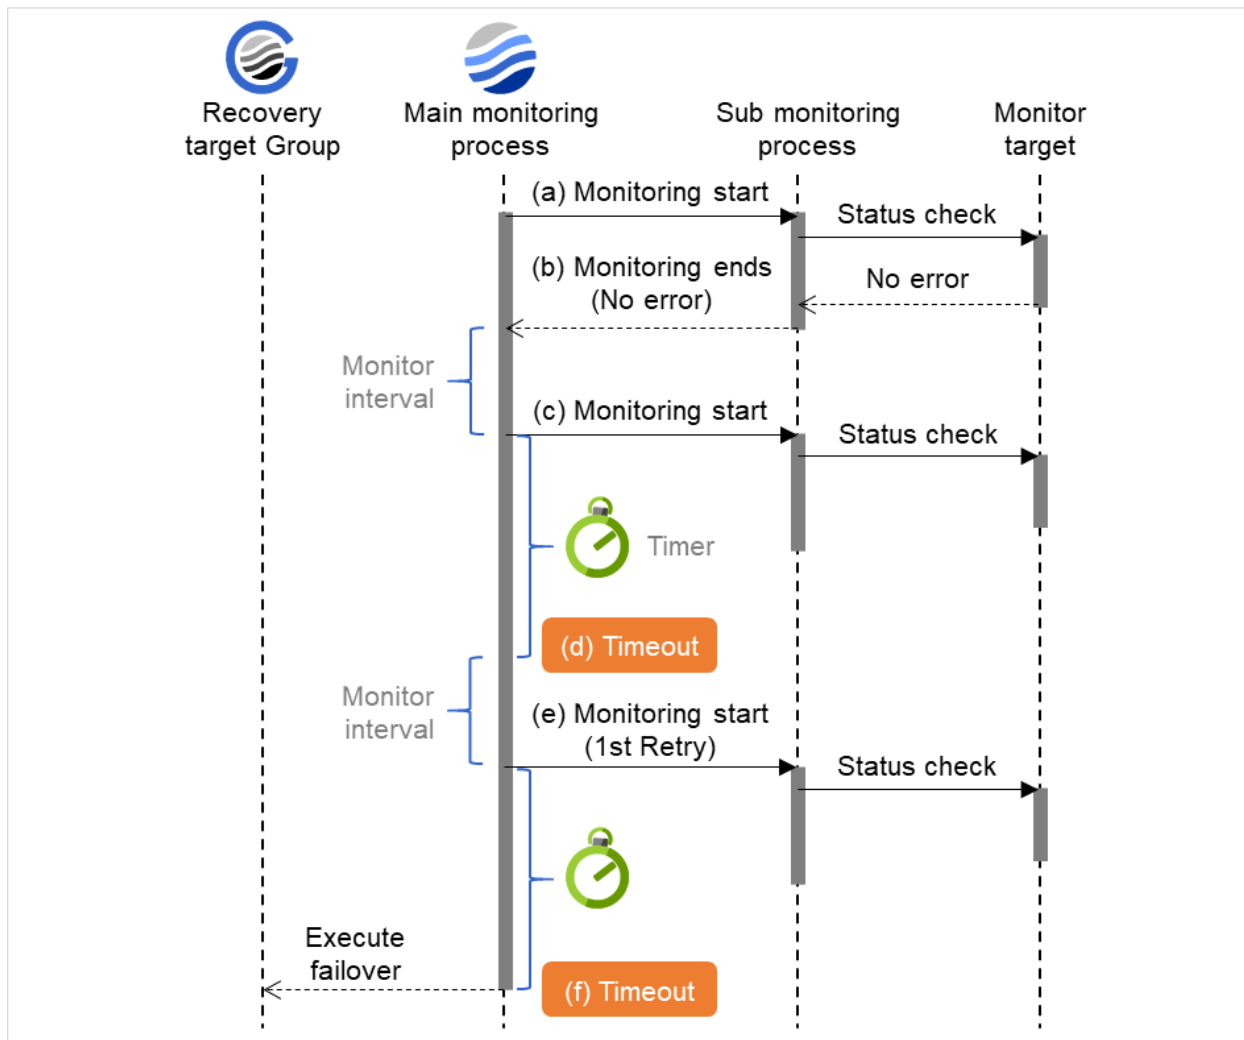 Recovery
target Group
Main monitoring
process
Sub monitoring
process
Monitor
target
(a) Monitoring start
Status check
(b) Monitoring ends
(No error)
No error
Monitor
interval
(c) Monitoring start
Status check
Timer
(d) Timeout
Monitor
interval
(e) Monitoring start
(1st Retry)
Status check
Execute
failover
(f) Timeout